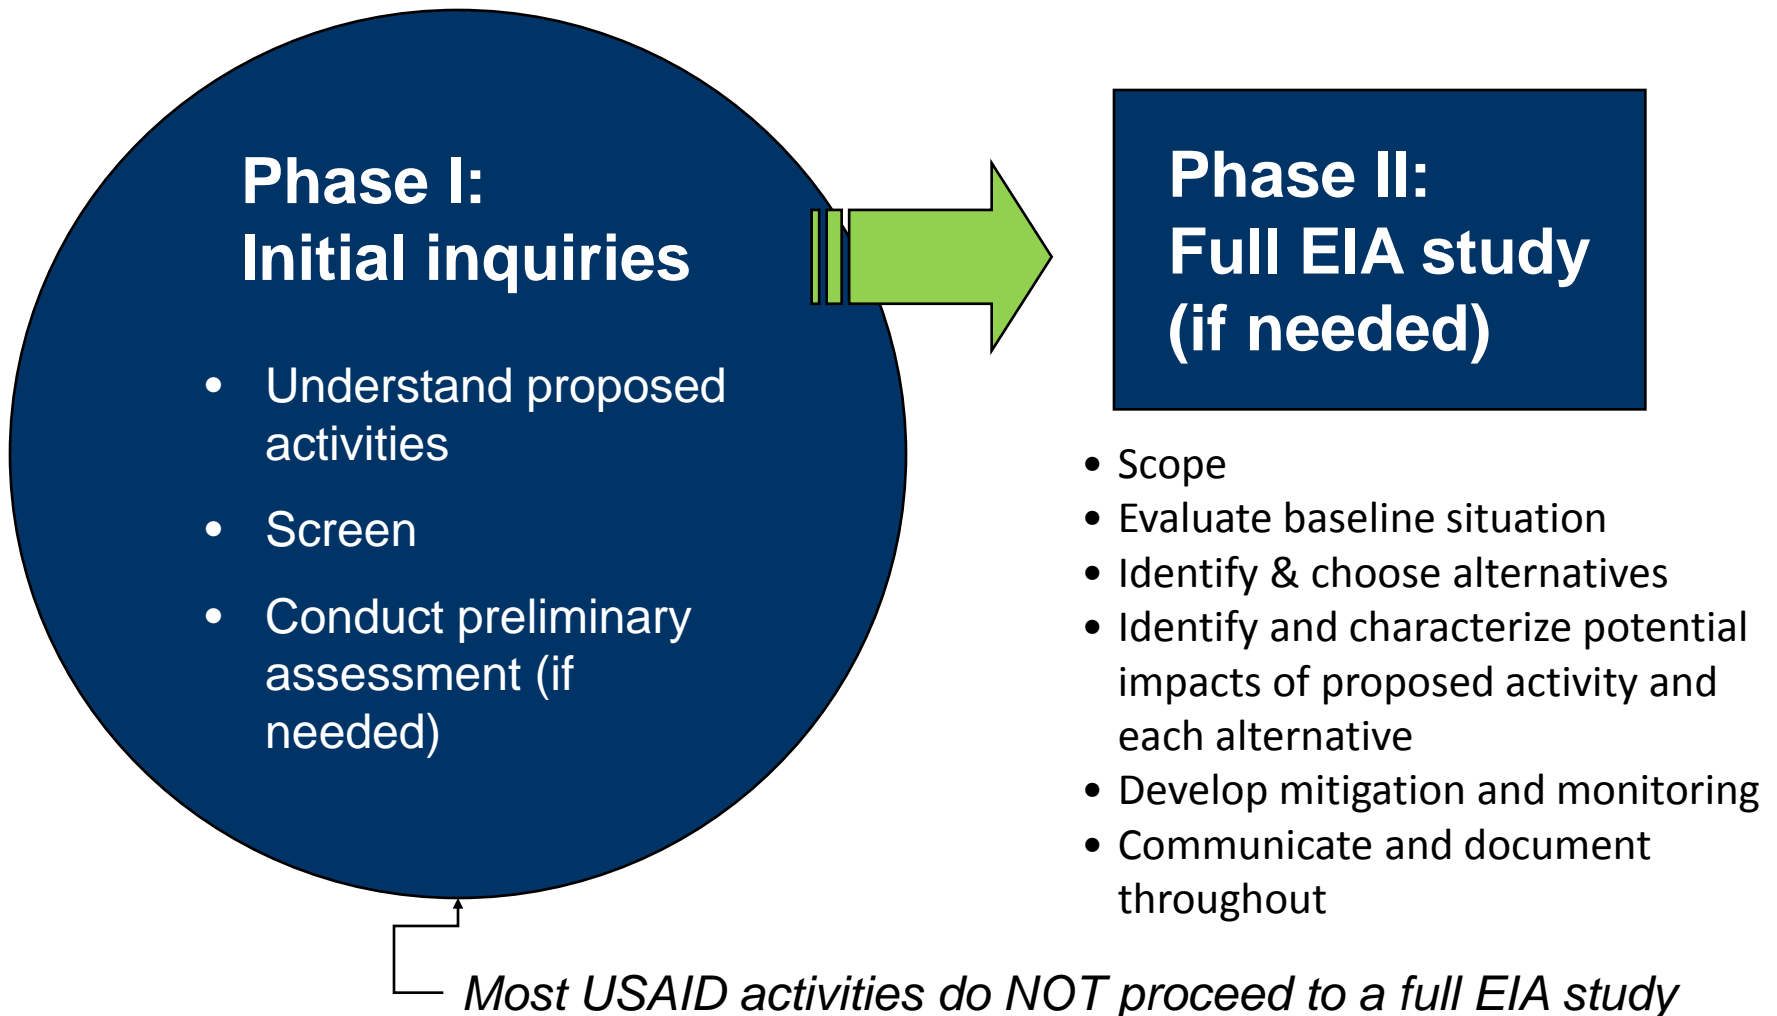 Phase I:
Initial inquiries
• Understand proposed
activities
• Screen
• Conduct preliminary
assessment (if
needed)
Phase II:
Full EIA study
(if needed)
• Scope
• Evaluate baseline situation
• Identify & choose alternatives
• Identify and characterize potential
impacts of proposed activity and
each alternative
• Develop mitigation and monitoring
• Communicate and document
throughout
Most USAID activities do NOT proceed to a full EIA study